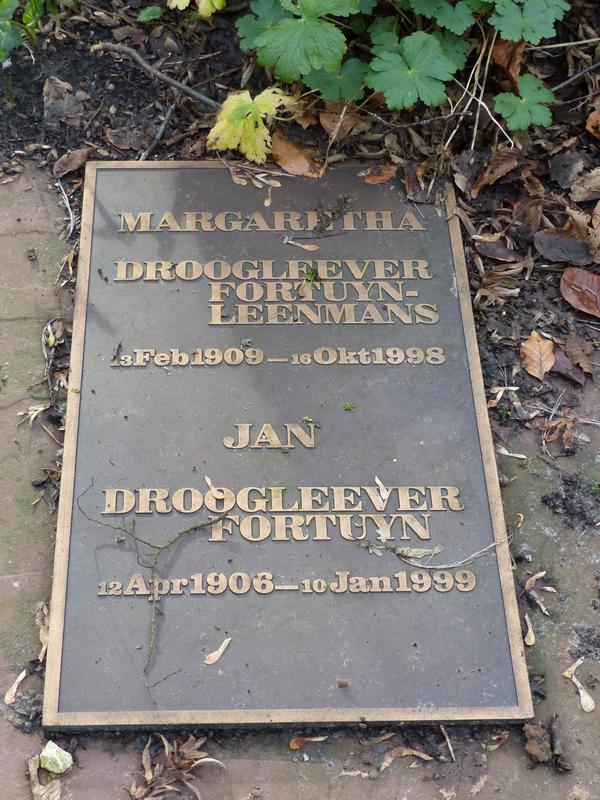 MARGARETHA
DROOGLEEVER
FORTUYN-
LEENMANS
13 Feb 1909 — 16 Okt 1998
JAN
DROOGLEEVER
FORTUYN
12 Apr 1906 — 10 Jan 1999